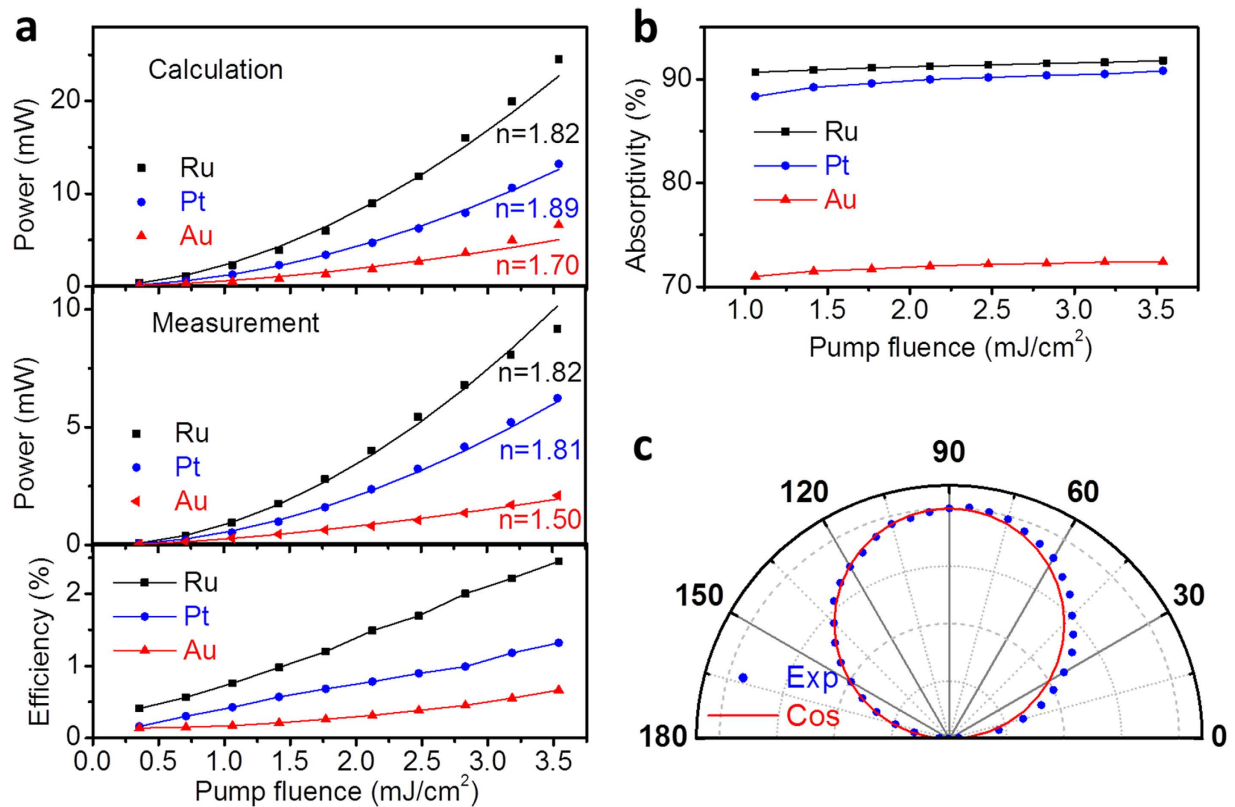 a
Calculation
Power (mW)
20
10
0
Ru
Pt
Au
n=1.82
n=1.89
n=1.70
Measurement
Power (mW)
10
5
0
Ru
Pt
Au
n=1.82
n=1.81
n=1.50
Efficiency (%)
2
1
0
Ru
Pt
Au
0.0 0.5 1.0 1.5 2.0 2.5 3.0 3.5
Pump fluence (mJ/cm²)
b
Absorptivity (%)
90
80
70
Ru
Pt
Au
1.0 1.5 2.0 2.5 3.0 3.5
Pump fluence (mJ/cm²)
c
90
120 60
150 30
180 0
Exp
Cos